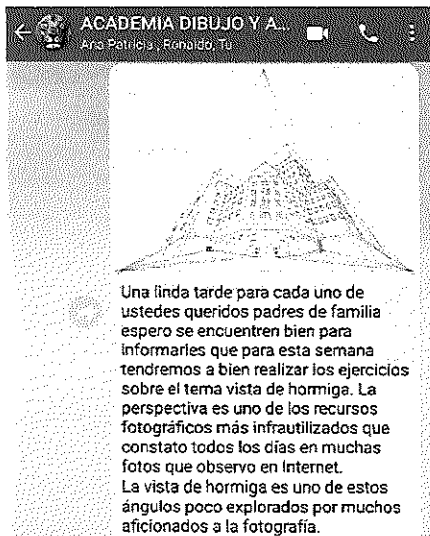 ACADEMIA DIBUJO Y A...
Ana Patricia, Ronaldo, Tu
Una linda tarde para cada uno de
ustedes queridos padres de familia
espero se encuentren bien para
informarles que para esta semana
tendremos a bien realizar los ejercicios
sobre el tema vista de hormiga. La
perspectiva es uno de los recursos
fotográficos más infrautilizados que
constato todos los días en muchas
fotos que observo en Internet.
La vista de hormiga es uno de estos
ángulos poco explorados por muchos
aficionados a la fotografía.